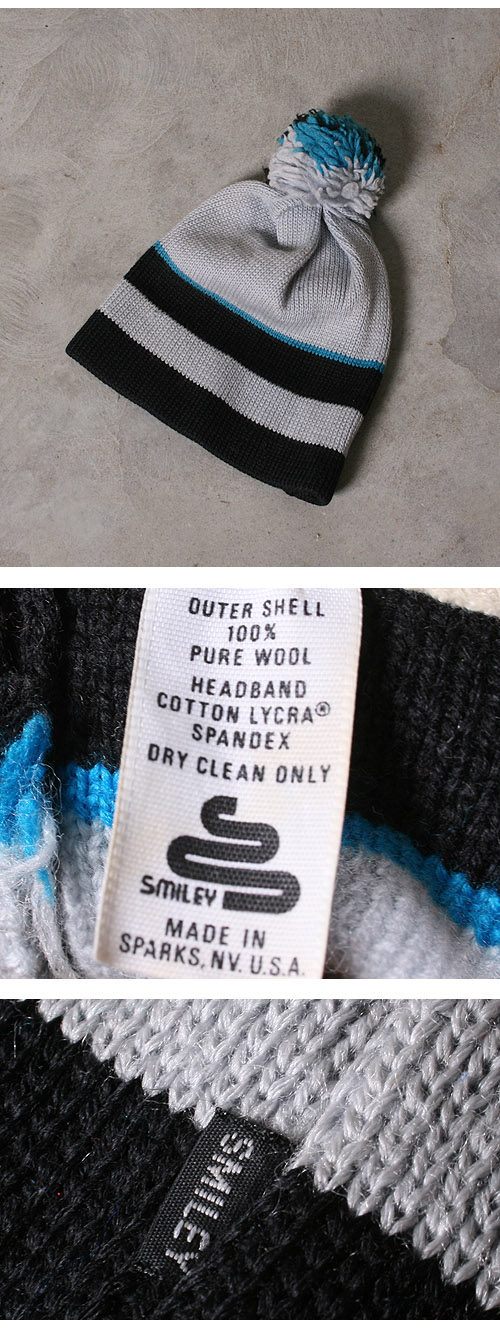 OUTER SHELL
100%
PURE WOOL
HEADBAND
COTTON LYCRA®
SPANDEX
DRY CLEAN ONLY
SMILEY
MADE IN
SPARKS, NV. U.S.A.
SMILEY